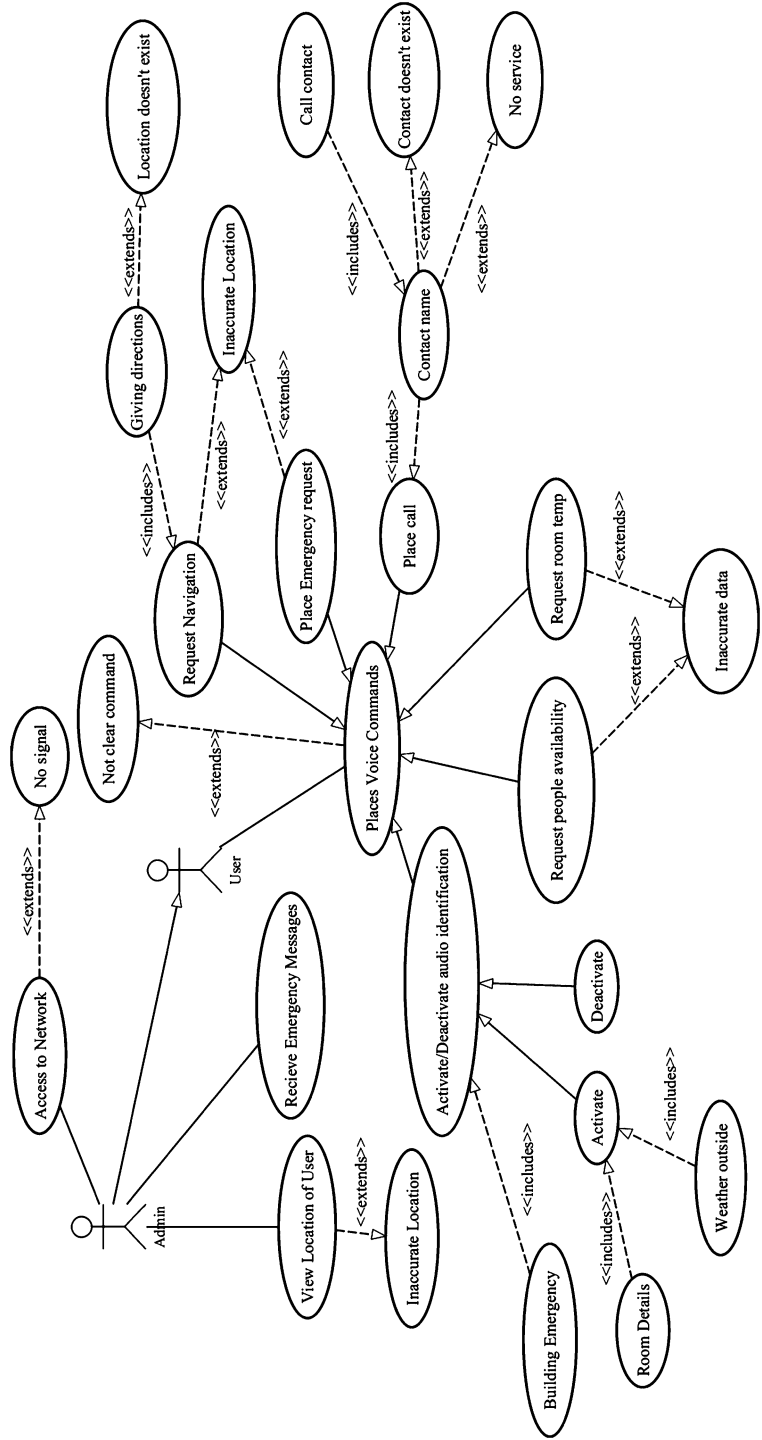 Access to Network
<<extends>>
No signal
Not clear command
<<extends>>
Admin
User
View Location of User
<<extends>>
Inaccurate Location
Recieve Emergency Messages
Places Voice Commands
Request Navigation
<<includes>>
Giving directions
<<extends>>
Location doesn't exist
<<extends>>
Inaccurate Location
<<extends>>
Place Emergency request
Place call
<<includes>>
Contact name
<<includes>>
Call contact
<<extends>>
Contact doesn't exist
<<extends>>
No service
Request room temp
<<extends>>
Request people availability
<<extends>>
Inaccurate data
Activate/Deactivate audio identification
Deactivate
Activate
<<includes>>
Building Emergency
<<includes>>
Room Details
<<includes>>
Weather outside